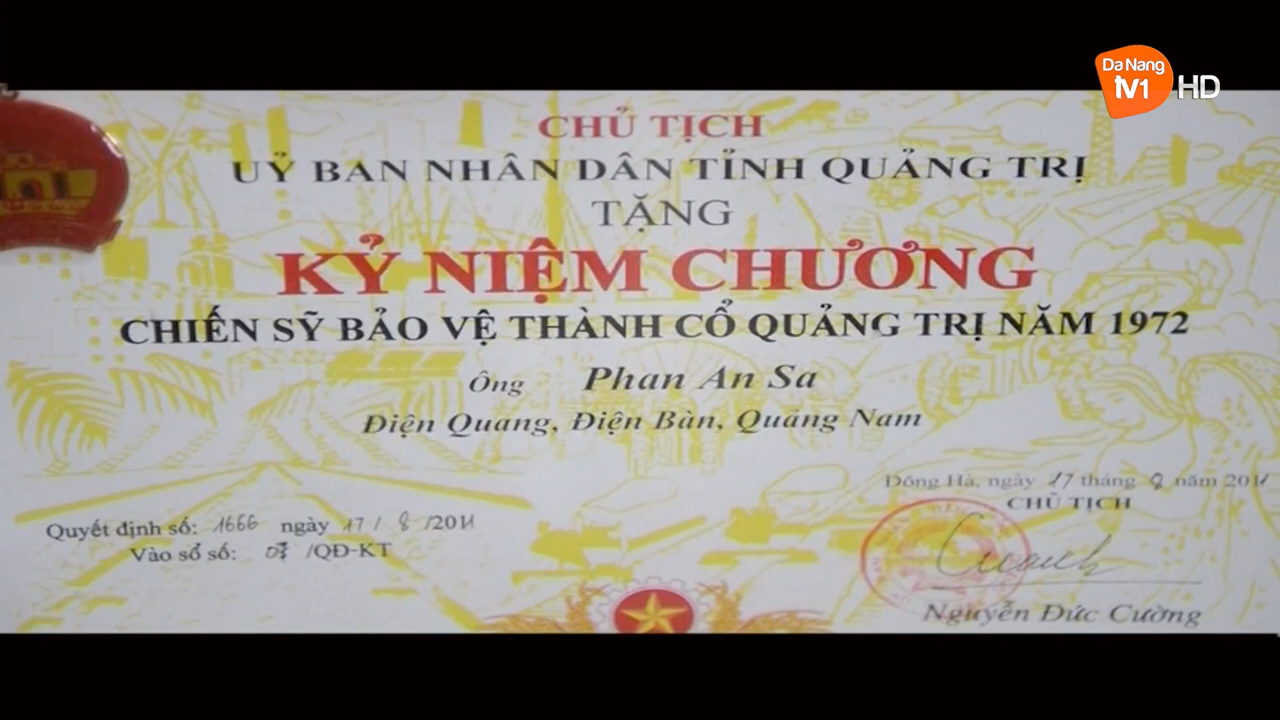 Da Nang
TV1 HD
CHỦ TỊCH
UỶ BAN NHÂN DÂN TỈNH QUẢNG TRỊ
TẶNG
KỶ NIỆM CHƯƠNG
CHIẾN SỸ BẢO VỆ THÀNH CỔ QUẢNG TRỊ NĂM 1972
Ông Phan An Sa
Điện Quang, Điện Bàn, Quảng Nam
Đông Hà, ngày 17 tháng 8 năm 2011
CHỦ TỊCH
Quyết định số: 1666 ngày 17/8/2011
Vào sổ số: /QĐ-KT
Nguyễn Đức Cường